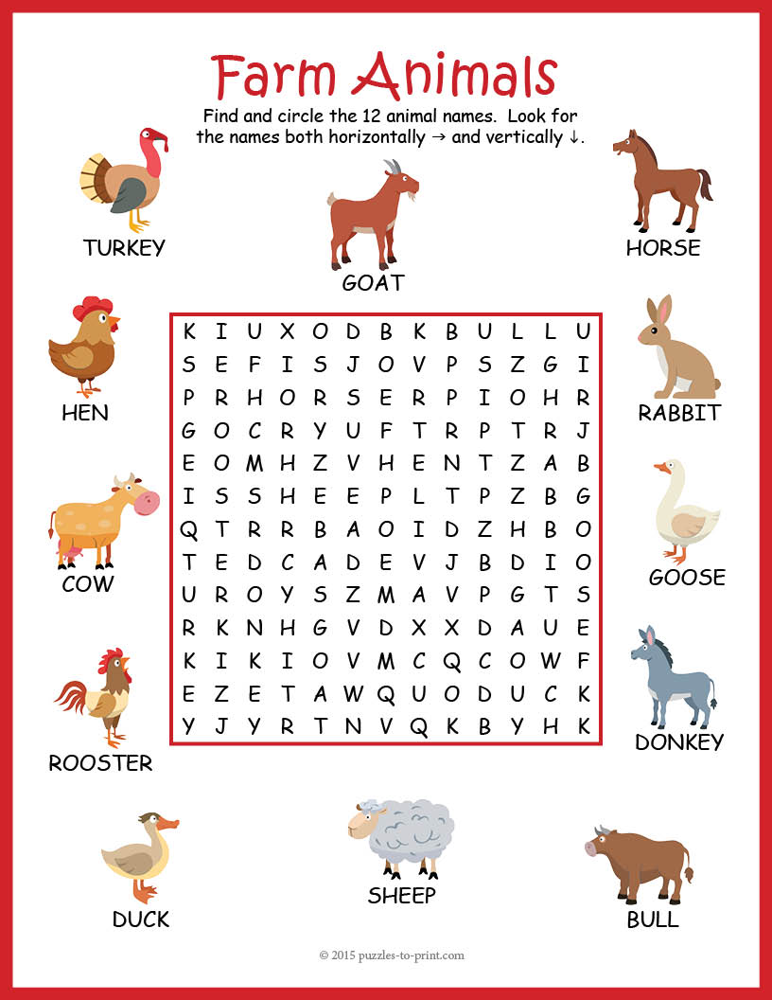 Farm Animals
Find and circle the 12 animal names.  Look for
the names both horizontally → and vertically ↓.
TURKEY
GOAT
HORSE
HEN
RABBIT
COW
GOOSE
ROOSTER
DONKEY
DUCK
SHEEP
BULL
K I U X O D B K B U L L U
S E F I S J O V P S Z G I
P R H O R S E R P I O H R
G O C R Y U F T R P T R J
E O M H Z V H E N T Z A B
I S S H E E P L T P Z B G
Q T R R B A O I D Z H B O
T E D C A D E V J B D I O
U R O Y S Z M A V P G T S
R K N H G V D X X D A U E
K I K I O V M C Q C O W F
E Z E T A W Q U O D U C K
Y J Y R T N V Q K B Y H K
© 2015 puzzles-to-print.com